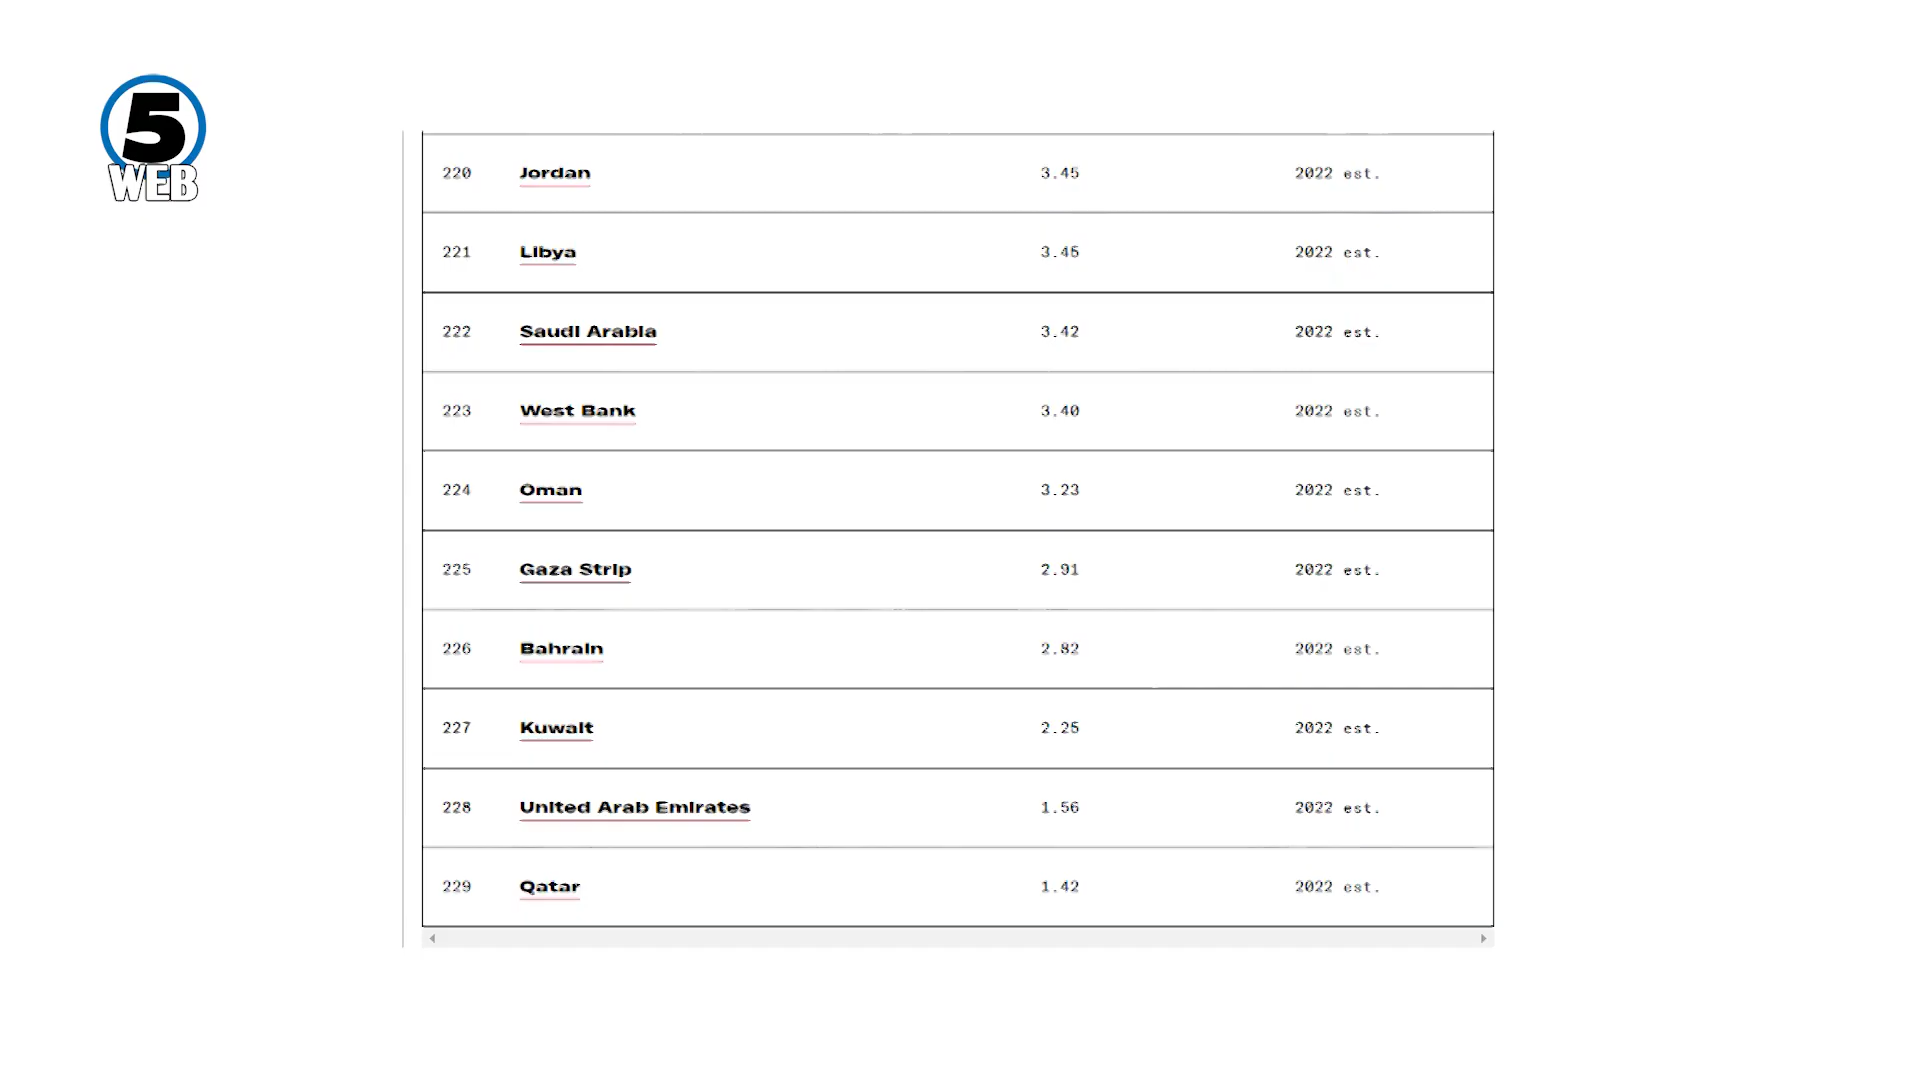 5
WEB
220 Jordan 3.45 2022 est.
221 Libya 3.45 2022 est.
222 Saudi Arabia 3.42 2022 est.
223 West Bank 3.40 2022 est.
224 Oman 3.23 2022 est.
225 Gaza Strip 2.91 2022 est.
226 Bahrain 2.82 2022 est.
227 Kuwait 2.25 2022 est.
228 United Arab Emirates 1.56 2022 est.
229 Qatar 1.42 2022 est.